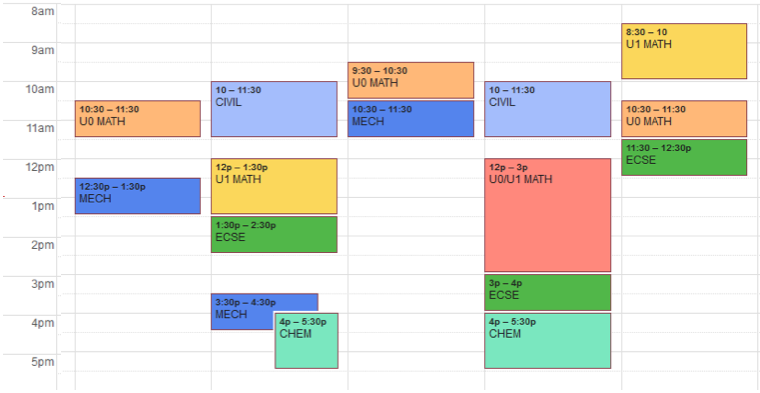 8am
9am
10am
11am
12pm
1pm
2pm
3pm
4pm
5pm
10:30 – 11:30
U0 MATH
12:30p – 1:30p
MECH
10 – 11:30
CIVIL
12p – 1:30p
U1 MATH
1:30p – 2:30p
ECSE
3:30p – 4:30p
MECH
4p – 5:30p
CHEM
9:30 – 10:30
U0 MATH
10:30 – 11:30
MECH
10 – 11:30
CIVIL
12p – 3p
U0/U1 MATH
3p – 4p
ECSE
4p – 5:30p
CHEM
8:30 – 10
U1 MATH
10:30 – 11:30
U0 MATH
11:30 – 12:30p
ECSE